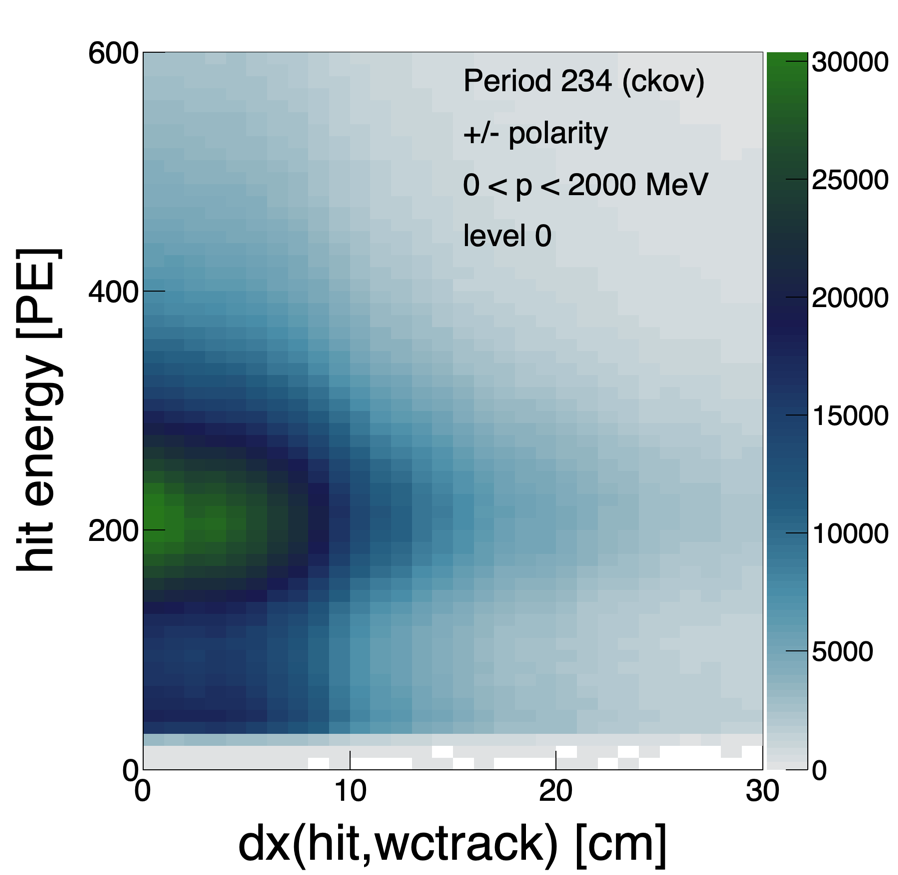 600
400
200
0
0
10
20
30
hit energy [PE]
dx(hit,wctrack) [cm]
Period 234 (ckov)
+/- polarity
0 < p < 2000 MeV
level 0
30000
25000
20000
15000
10000
5000
0